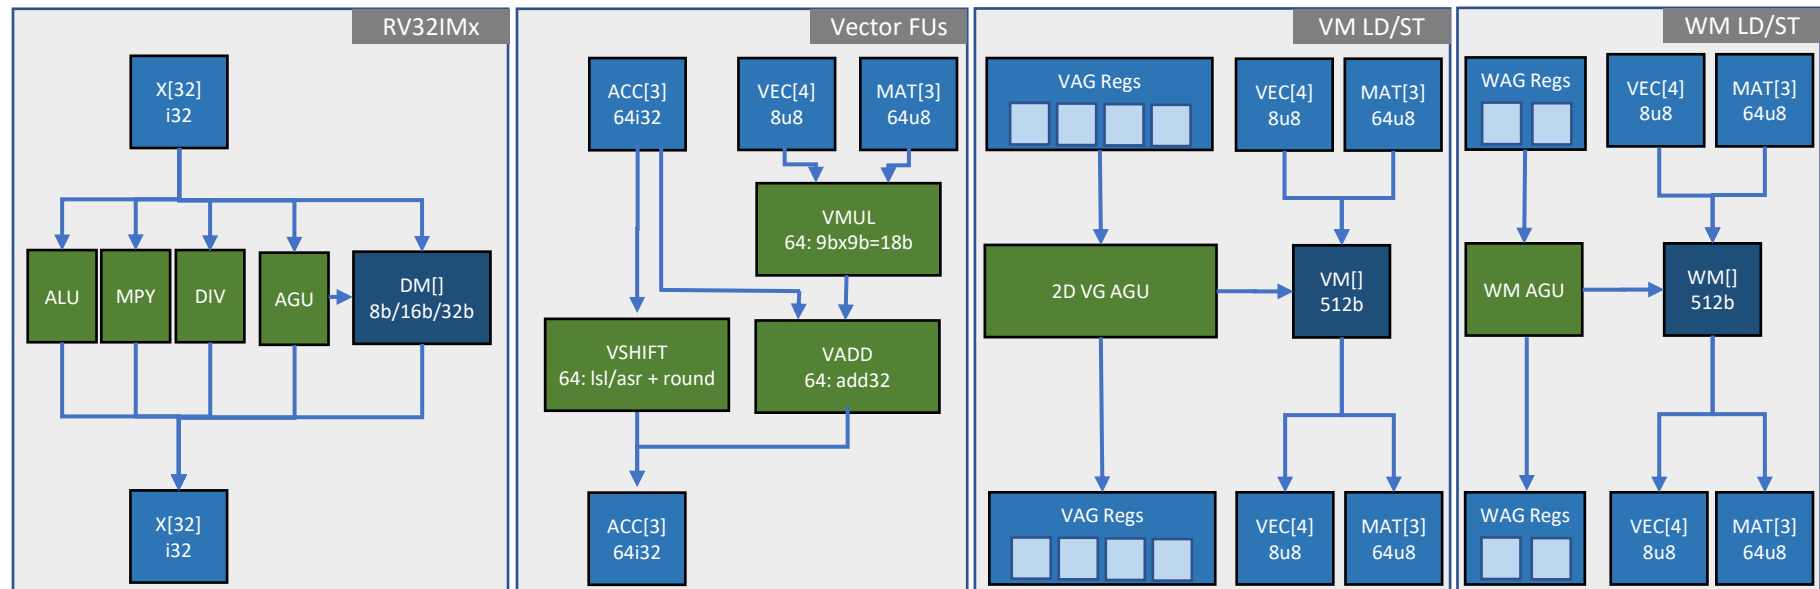 RV32IMx
X[32]
i32
ALU
MPY
DIV
AGU
DM[]
8b/16b/32b
X[32]
i32
Vector FUs
ACC[3]
64i32
VEC[4]
8u8
MAT[3]
64u8
VMUL
64: 9bx9b=18b
VSHIFT
64: lsl/asr + round
VADD
64: add32
ACC[3]
64i32
VM LD/ST
VAG Regs
VEC[4]
8u8
MAT[3]
64u8
2D VG AGU
VM[]
512b
VAG Regs
VEC[4]
8u8
MAT[3]
64u8
WM LD/ST
WAG Regs
VEC[4]
8u8
MAT[3]
64u8
WM AGU
WM[]
512b
WAG Regs
VEC[4]
8u8
MAT[3]
64u8